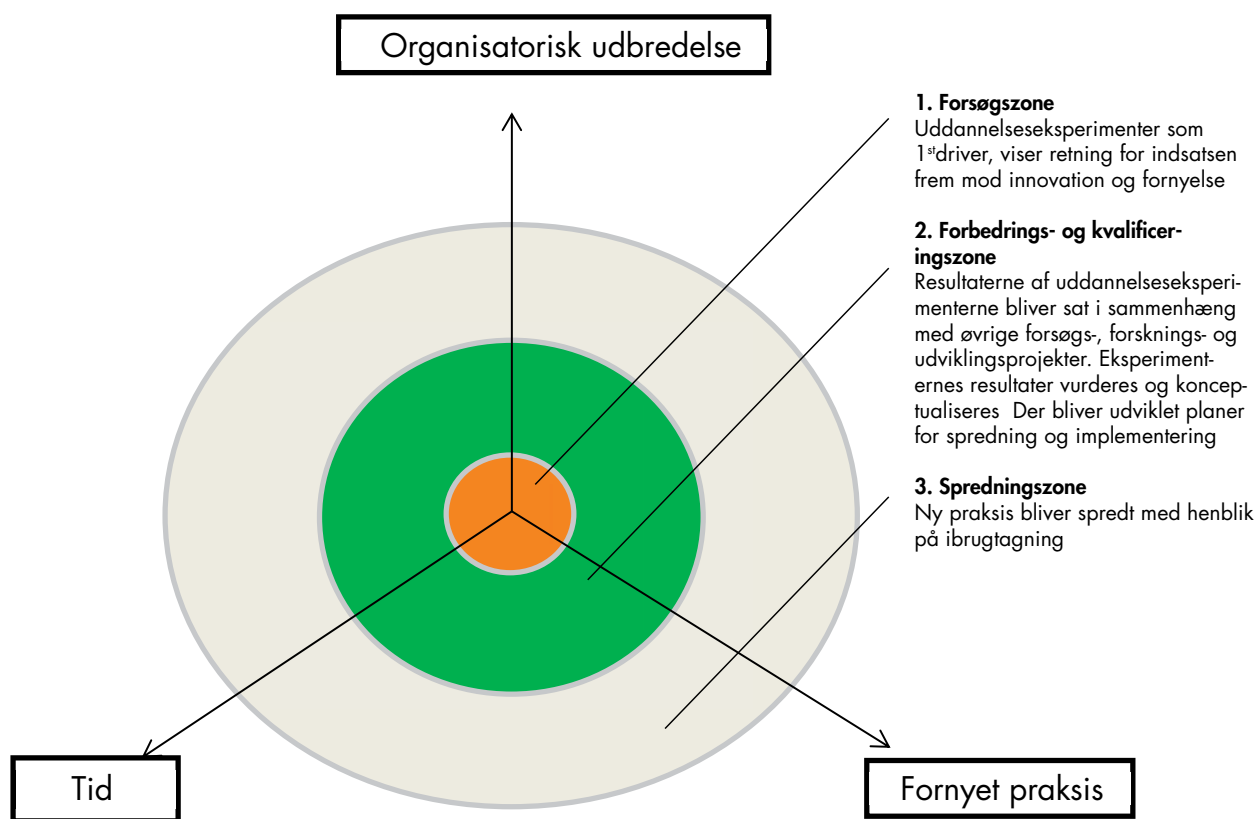 Organisatorisk udbredelse
1. Forsøgszone
Uddannelseseksperimenter som
1stdriver, viser retning for indsatsen
frem mod innovation og fornyelse
2. Forbedrings- og kvalificer-
ingszone
Resultaterne af uddannelseseksperi-
menterne bliver sat i sammenhæng
med øvrige forsøgs-, forsknings- og
udviklingsprojekter. Eksperiment-
ernes resultater vurderes og koncep-
tualiseres  Der bliver udviklet planer
for spredning og implementering
3. Spredningszone
Ny praksis bliver spredt med henblik
på ibrugtagning
Tid
Fornyet praksis